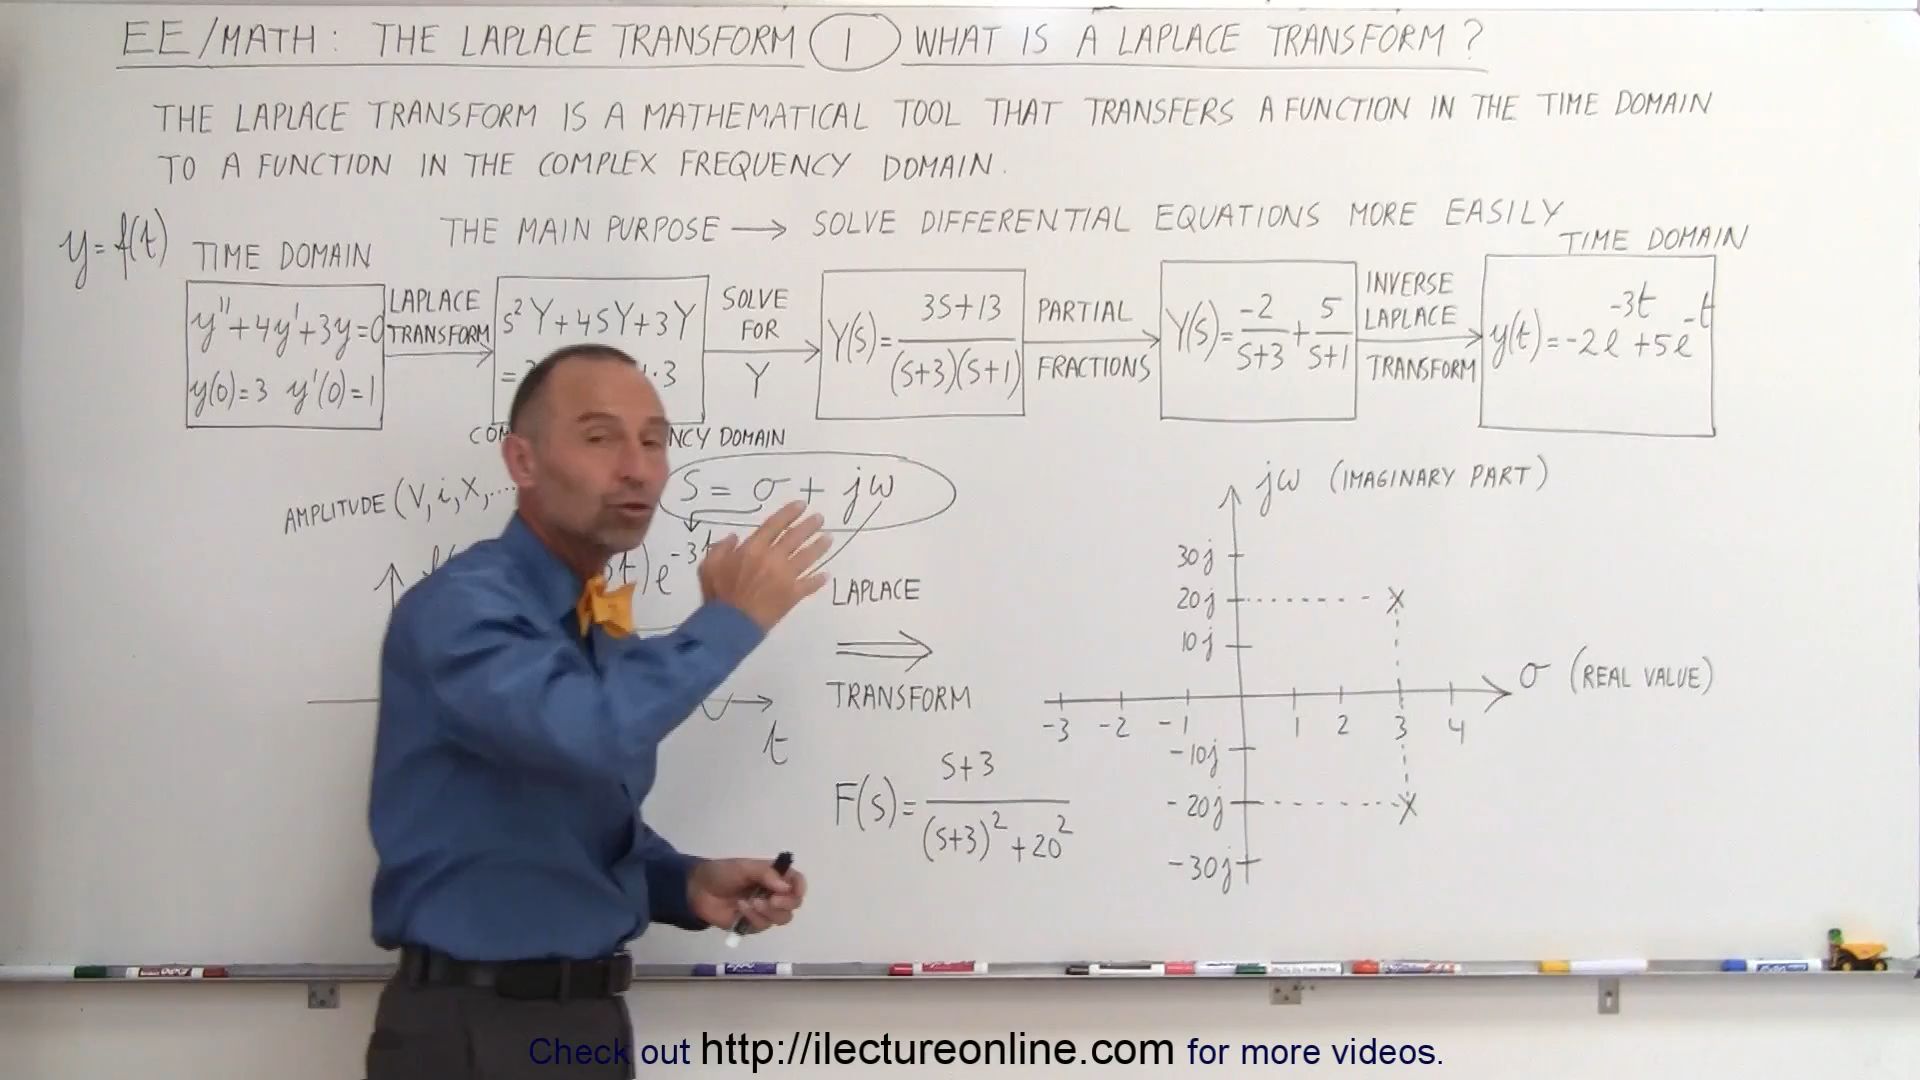 EE/MATH: THE LAPLACE TRANSFORM 1 WHAT IS A LAPLACE TRANSFORM?
THE LAPLACE TRANSFORM IS A MATHEMATICAL TOOL THAT TRANSFERS A FUNCTION IN THE TIME DOMAIN
TO A FUNCTION IN THE COMPLEX FREQUENCY DOMAIN.
THE MAIN PURPOSE → SOLVE DIFFERENTIAL EQUATIONS MORE EASILY
y=f(t)
TIME DOMAIN
y''+4y'+3y=0
y(0)=3 y'(0)=1
LAPLACE
TRANSFORM
s²Y+4sY+3Y
=
·3
NCY DOMAIN
SOLVE
FOR
Y
Y(s)=
3s+13
(s+3)(s+1)
PARTIAL
FRACTIONS
Y(s)=-2/s+3 + 5/s+1
INVERSE
LAPLACE
TRANSFORM
TIME DOMAIN
y(t)=-2e^-3t+5e^-t
AMPLITUDE (V,i,X,...
s=σ+jω
t)e^-3t
t
LAPLACE
⇒
TRANSFORM
F(s)=
s+3
(s+3)²+20²
jω (IMAGINARY PART)
30j
20j
10j
σ (REAL VALUE)
-3 -2 -1 1 2 3 4
-10j
-20j
-30j
Check out http://ilectureonline.com for more videos.